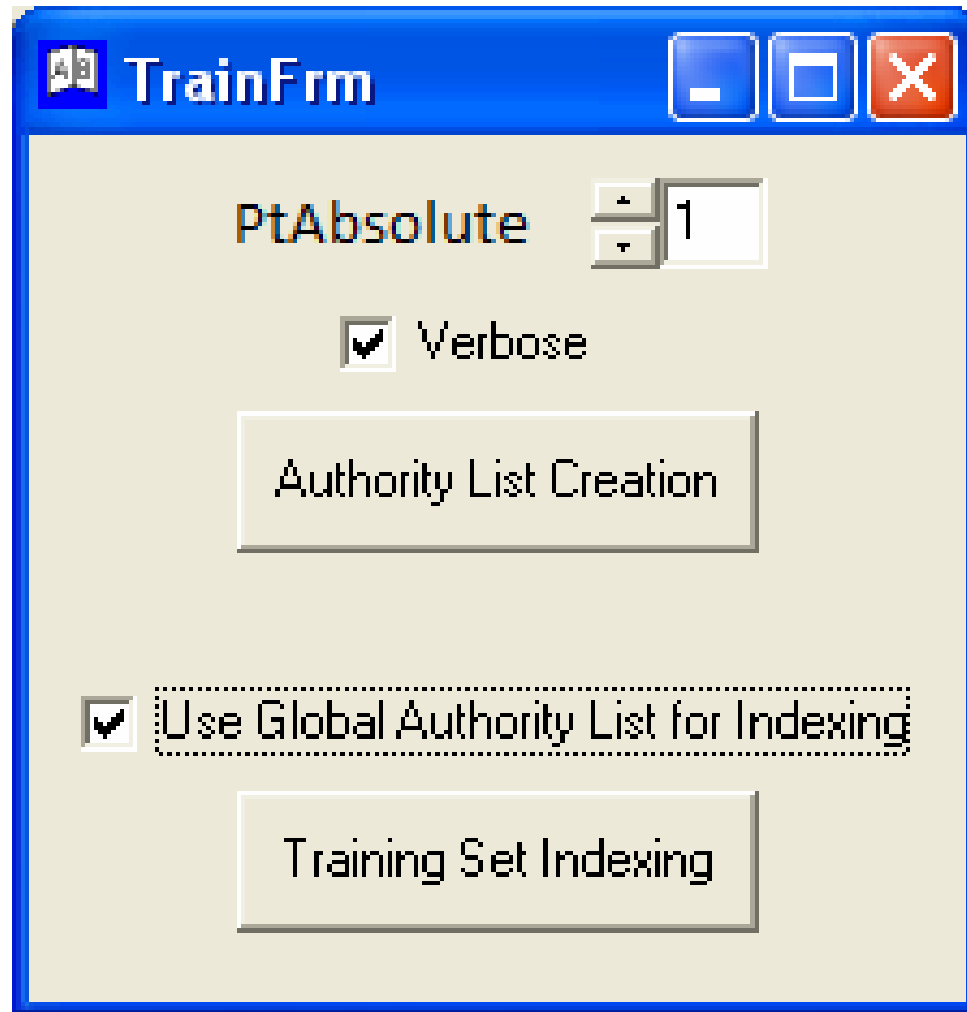 TrainFrm
PtAbsolute 1
Verbose
Authority List Creation
Use Global Authority List for Indexing
Training Set Indexing